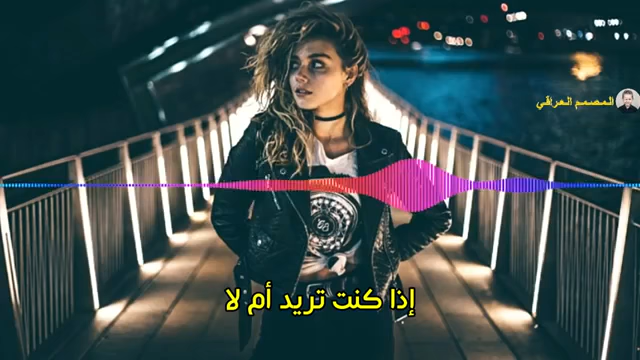 المصمم العراقي
إذا كنت تريد أم لا